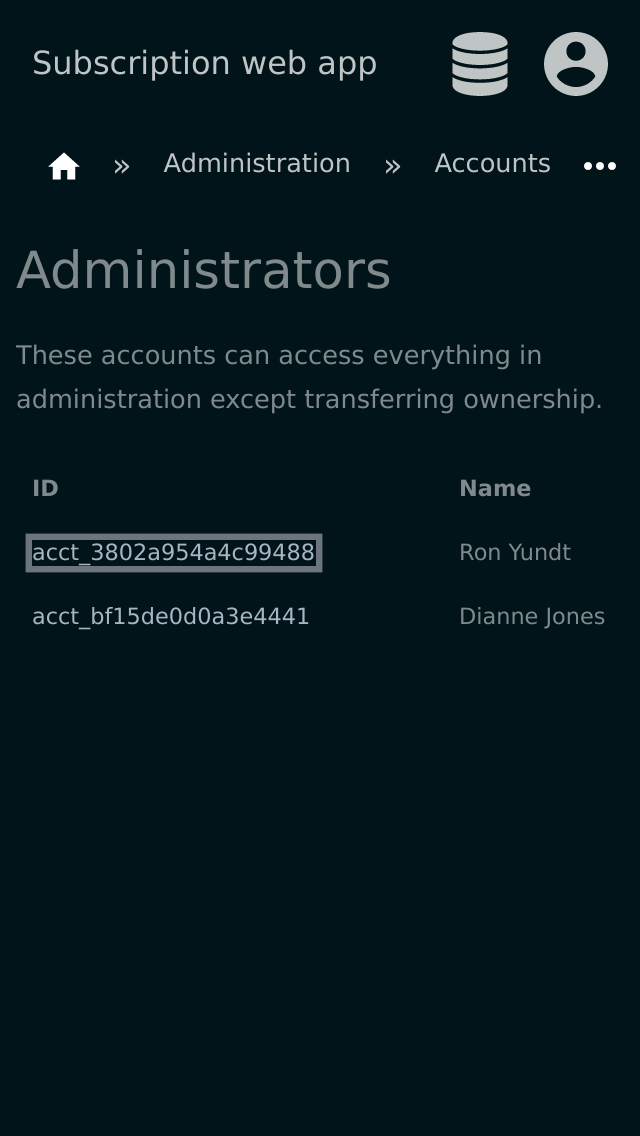 Subscription web app
» Administration » Accounts •••
Administrators
These accounts can access everything in
administration except transferring ownership.
ID Name
acct_3802a954a4c99488 Ron Yundt
acct_bf15de0d0a3e4441 Dianne Jones